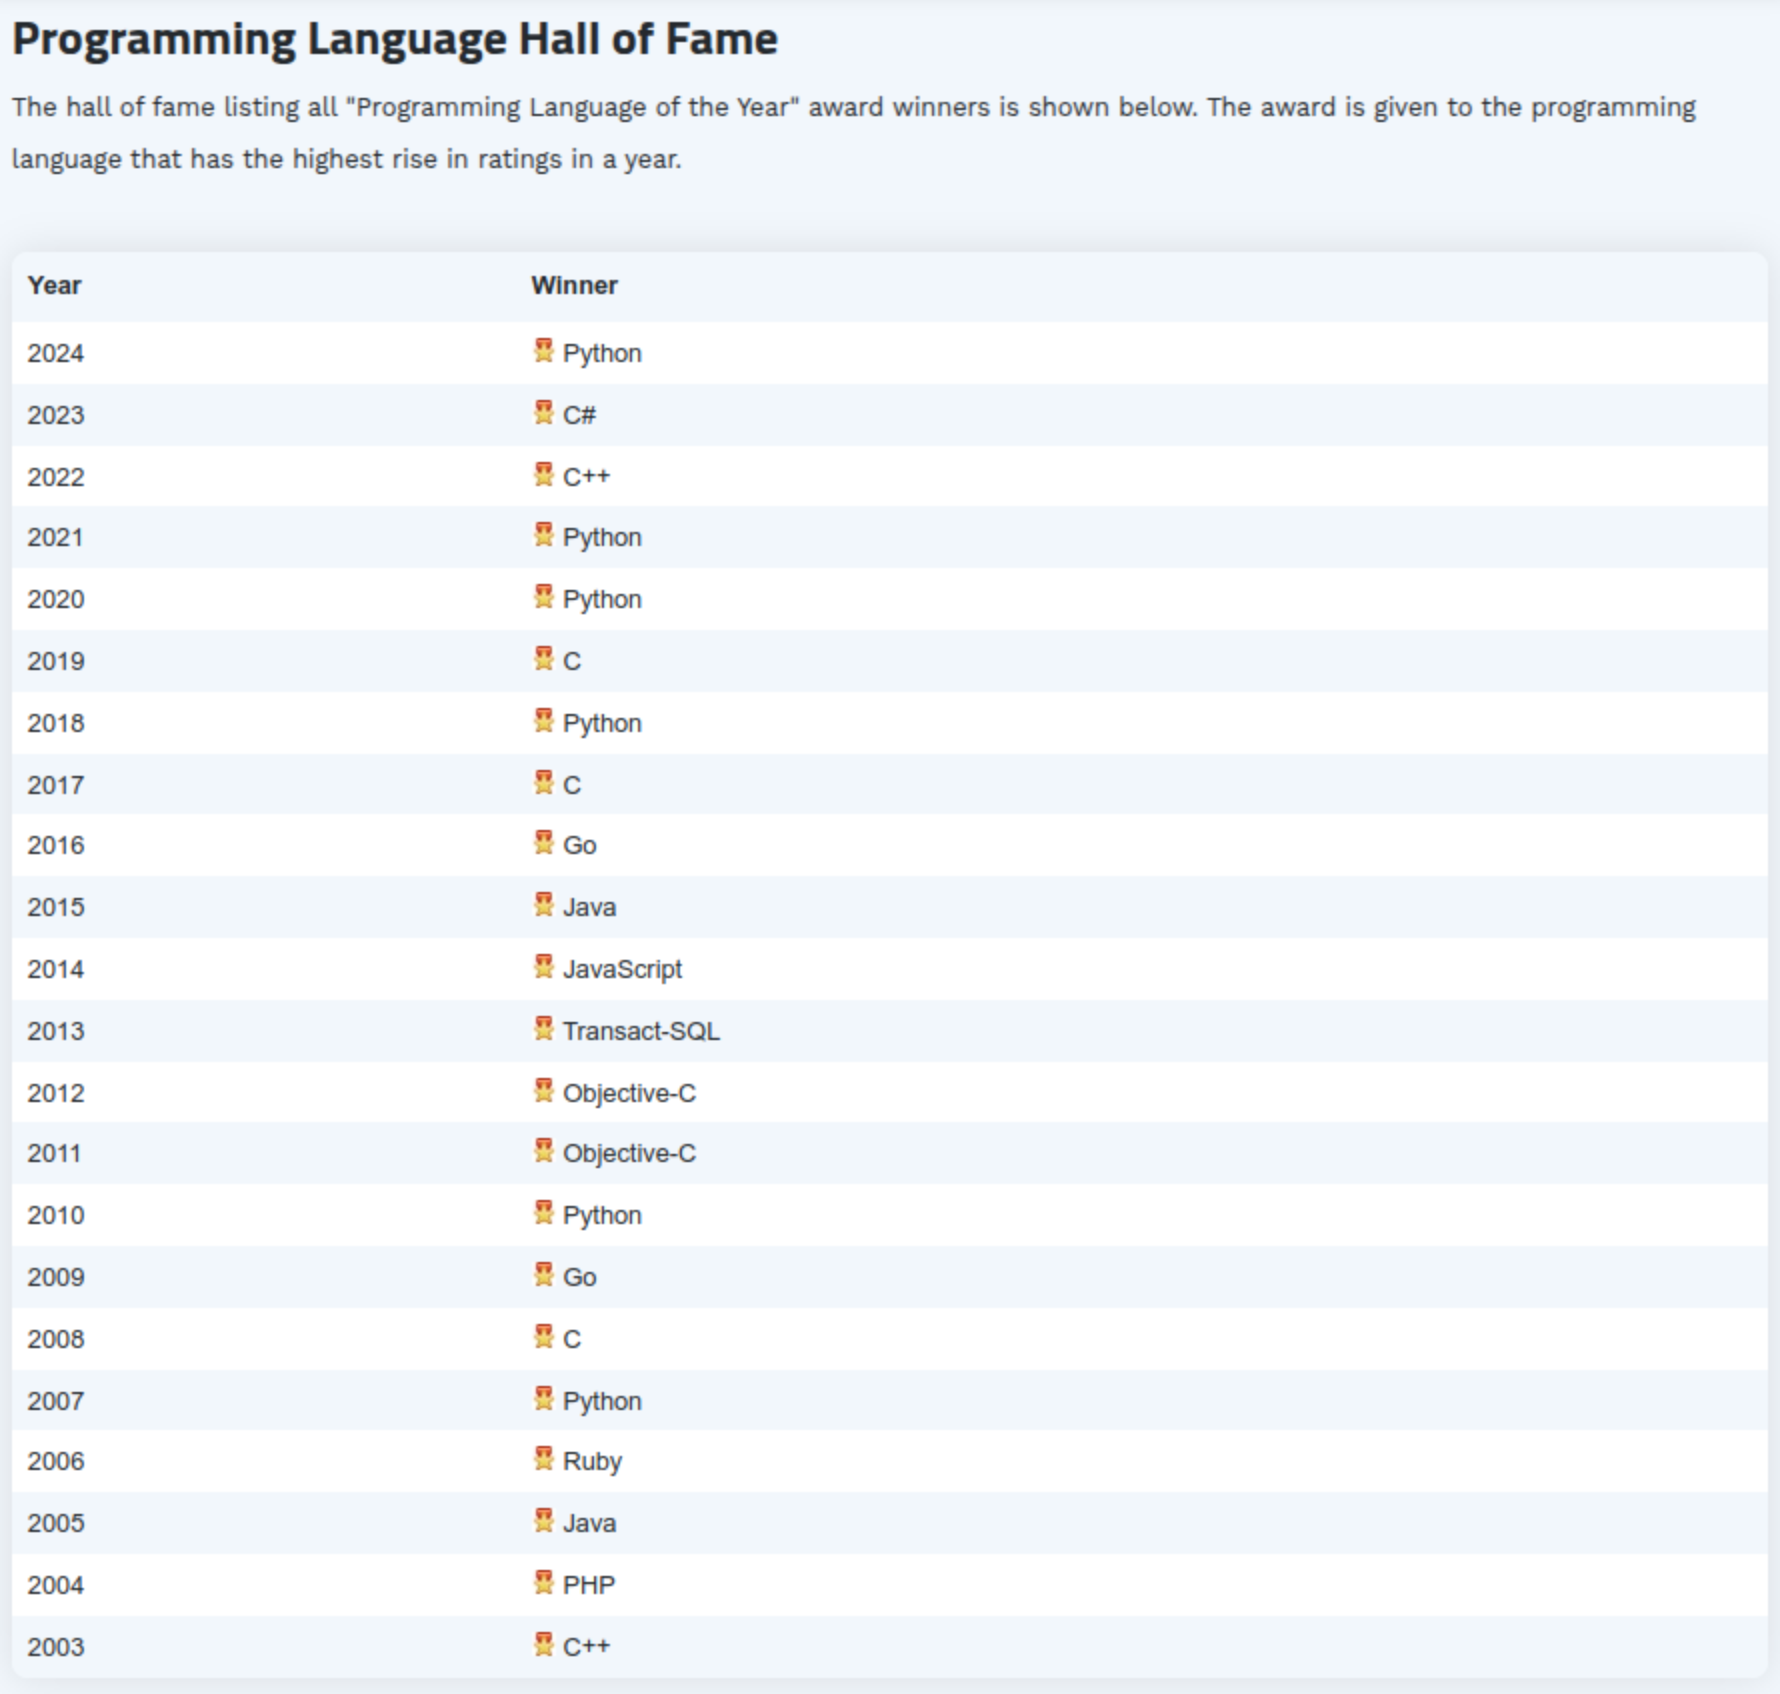 Programming Language Hall of Fame
The hall of fame listing all "Programming Language of the Year" award winners is shown below. The award is given to the programming
language that has the highest rise in ratings in a year.
Year Winner
2024 Python
2023 C#
2022 C++
2021 Python
2020 Python
2019 C
2018 Python
2017 C
2016 Go
2015 Java
2014 JavaScript
2013 Transact-SQL
2012 Objective-C
2011 Objective-C
2010 Python
2009 Go
2008 C
2007 Python
2006 Ruby
2005 Java
2004 PHP
2003 C++